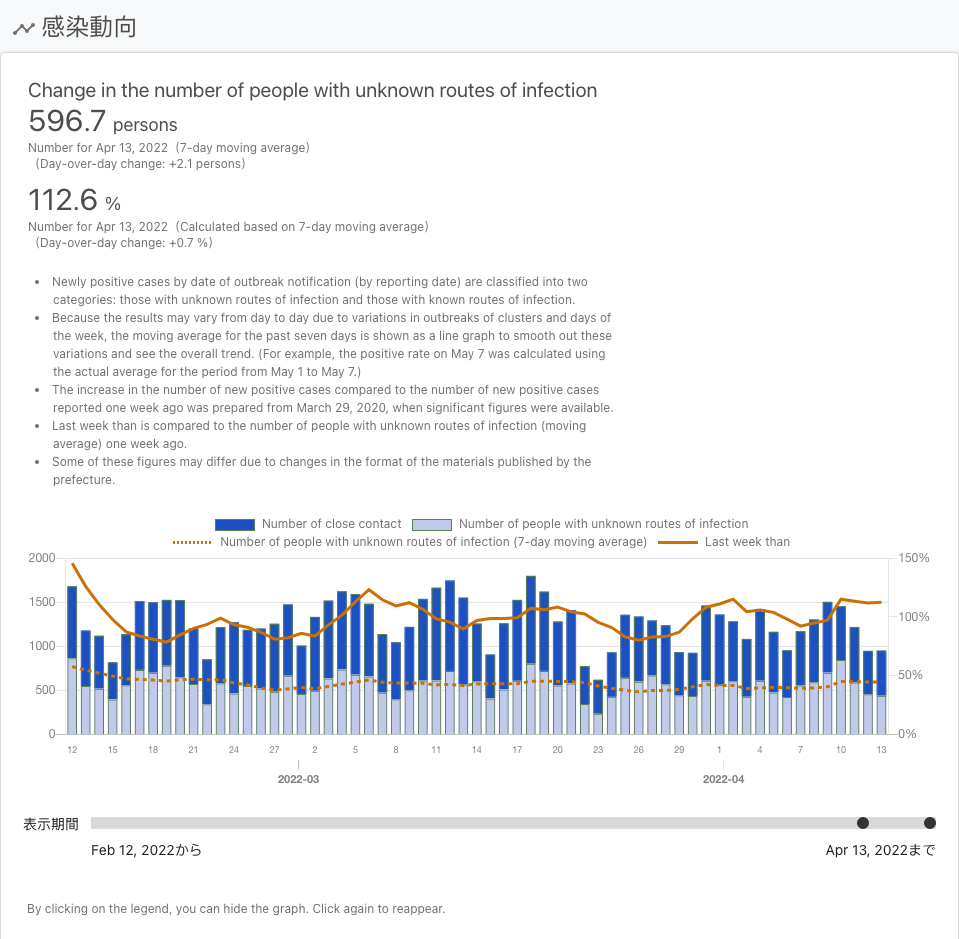 感染動向
Change in the number of people with unknown routes of infection
596.7 persons
Number for Apr 13, 2022 (7-day moving average)
(Day-over-day change: +2.1 persons)
112.6 %
Number for Apr 13, 2022 (Calculated based on 7-day moving average)
(Day-over-day change: +0.7 %)
• Newly positive cases by date of outbreak notification (by reporting date) are classified into two
categories: those with unknown routes of infection and those with known routes of infection.
• Because the results may vary from day to day due to variations in outbreaks of clusters and days of
the week, the moving average for the past seven days is shown as a line graph to smooth out these
variations and see the overall trend. (For example, the positive rate on May 7 was calculated using
the actual average for the period from May 1 to May 7.)
• The increase in the number of new positive cases compared to the number of new positive cases
reported one week ago was prepared from March 29, 2020, when significant figures were available.
• Last week than is compared to the number of people with unknown routes of infection (moving
average) one week ago.
• Some of these figures may differ due to changes in the format of the materials published by the
prefecture.
Number of close contact Number of people with unknown routes of infection
Number of people with unknown routes of infection (7-day moving average) Last week than
2000 150%
1500
100%
1000
50%
500
0 0%
12 15 18 21 24 27 2 5 8 11 14 17 20 23 26 29 1 4 7 10 13
2022-03 2022-04
表示期間
Feb 12, 2022から Apr 13, 2022まで
By clicking on the legend, you can hide the graph. Click again to reappear.